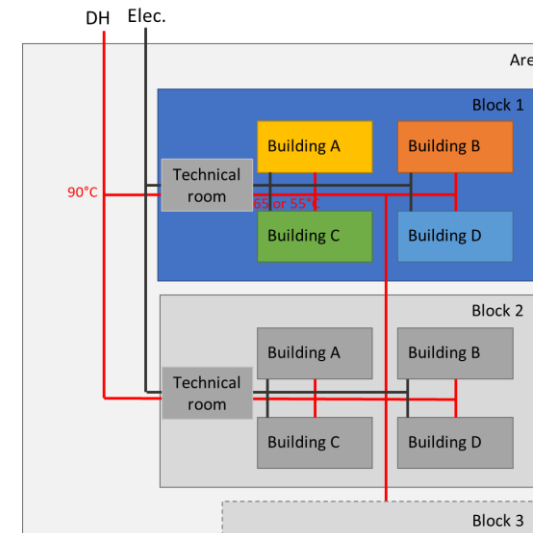 DH
Elec.
Are
Block 1
Building A
Building B
Technical
room
90°C
65 or 55°C
Building C
Building D
Block 2
Building A
Building B
Technical
room
Building C
Building D
Block 3